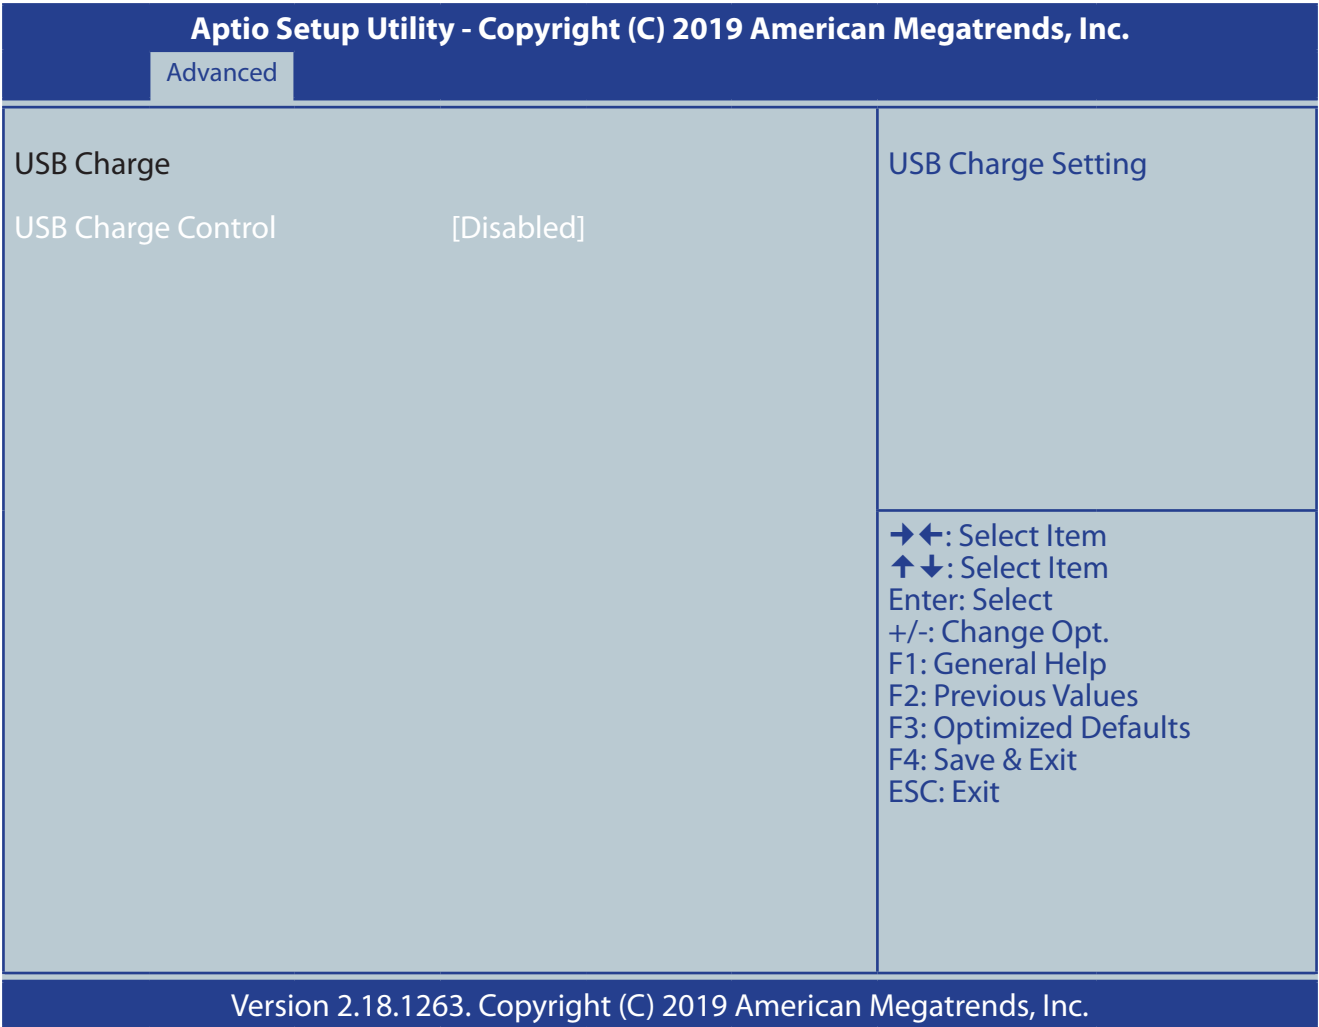 Aptio Setup Utility - Copyright (C) 2019 American Megatrends, Inc.
Advanced
USB Charge
USB Charge Control [Disabled]
USB Charge Setting
→←: Select Item
↑↓: Select Item
Enter: Select
+/-: Change Opt.
F1: General Help
F2: Previous Values
F3: Optimized Defaults
F4: Save & Exit
ESC: Exit
Version 2.18.1263. Copyright (C) 2019 American Megatrends, Inc.